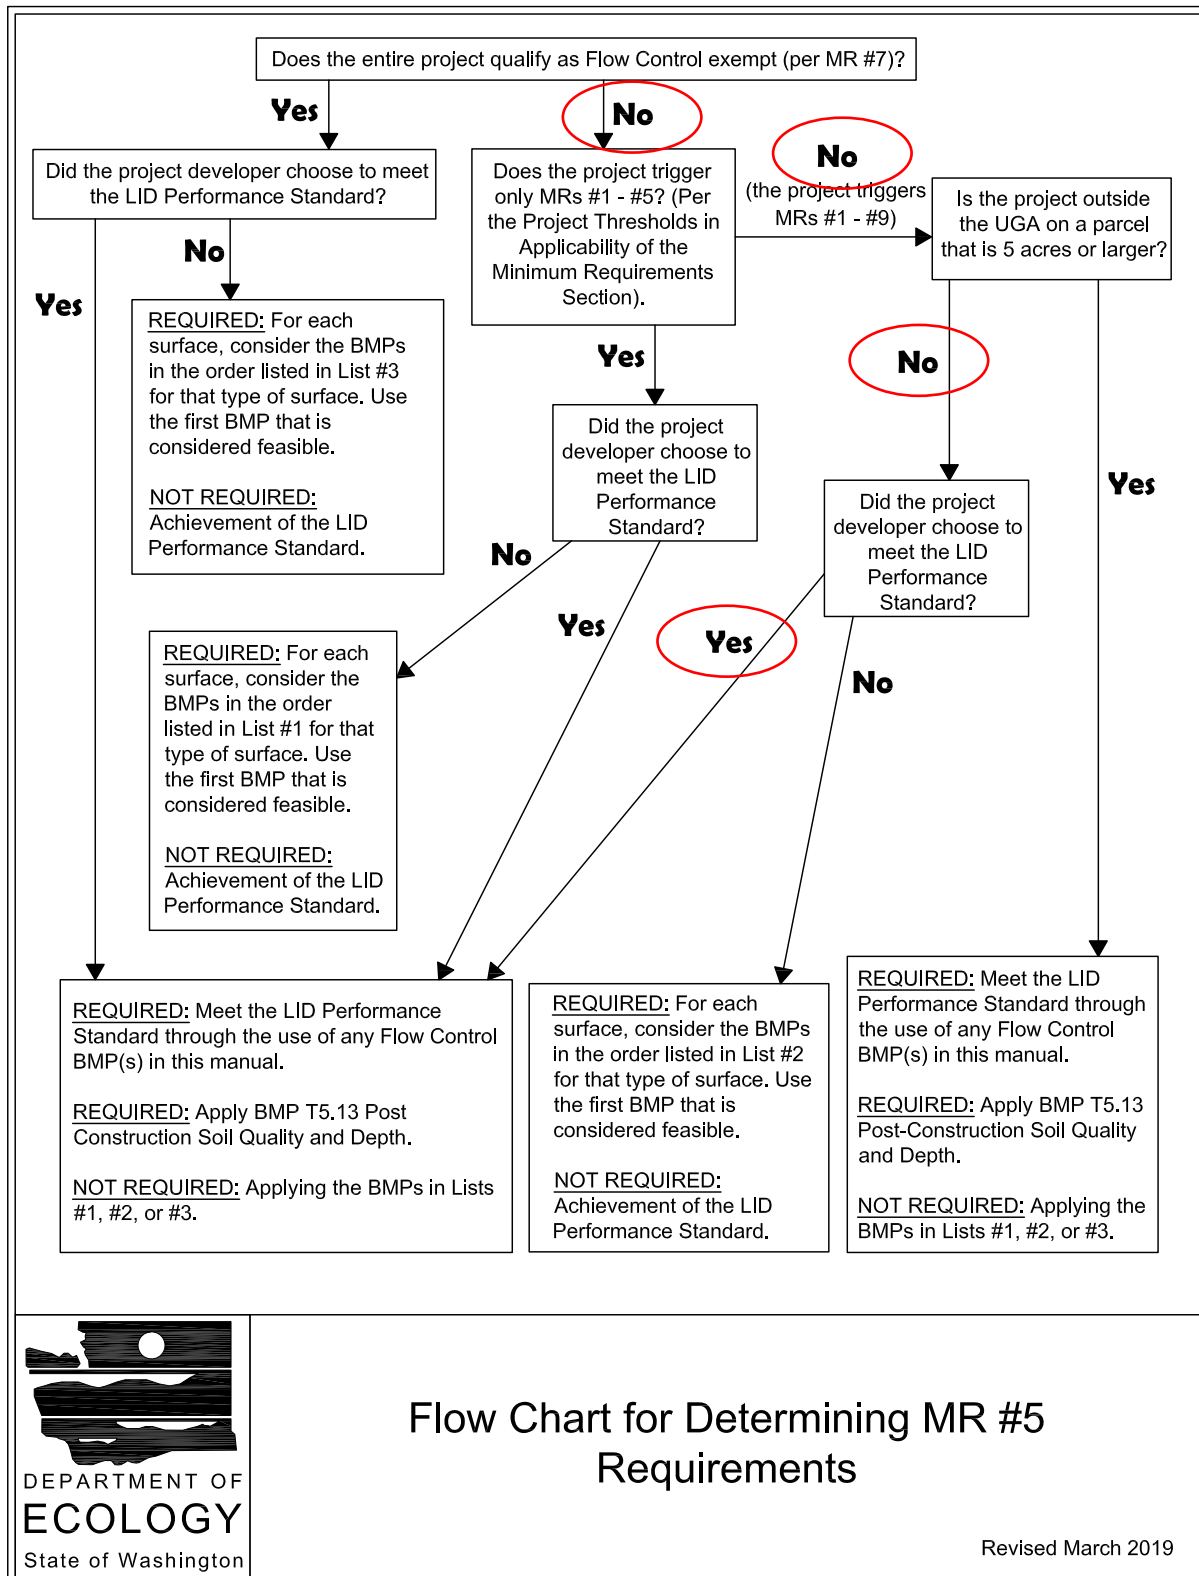 Does the entire project qualify as Flow Control exempt (per MR #7)?
Yes
No
Did the project developer choose to meet
the LID Performance Standard?
Does the project trigger
only MRs #1 - #5? (Per
the Project Thresholds in
Applicability of the
Minimum Requirements
Section).
No
(the project triggers
MRs #1 - #9)
Is the project outside
the UGA on a parcel
that is 5 acres or larger?
No
Yes
REQUIRED: For each
surface, consider the BMPs
in the order listed in List #3
for that type of surface. Use
the first BMP that is
considered feasible.
NOT REQUIRED:
Achievement of the LID
Performance Standard.
Yes
No
Yes
Did the project
developer choose to
meet the LID
Performance
Standard?
Did the project
developer choose to
meet the LID
Performance
Standard?
No
Yes
Yes
No
REQUIRED: For each
surface, consider the
BMPs in the order
listed in List #1 for that
type of surface. Use
the first BMP that is
considered feasible.
NOT REQUIRED:
Achievement of the LID
Performance Standard.
REQUIRED: Meet the LID Performance
Standard through the use of any Flow Control
BMP(s) in this manual.
REQUIRED: Apply BMP T5.13 Post
Construction Soil Quality and Depth.
NOT REQUIRED: Applying the BMPs in Lists
#1, #2, or #3.
REQUIRED: For each
surface, consider the BMPs
in the order listed in List #2
for that type of surface. Use
the first BMP that is
considered feasible.
NOT REQUIRED:
Achievement of the LID
Performance Standard.
REQUIRED: Meet the LID
Performance Standard through
the use of any Flow Control
BMP(s) in this manual.
REQUIRED: Apply BMP T5.13
Post-Construction Soil Quality
and Depth.
NOT REQUIRED: Applying the
BMPs in Lists #1, #2, or #3.
DEPARTMENT OF
ECOLOGY
State of Washington
Flow Chart for Determining MR #5
Requirements
Revised March 2019